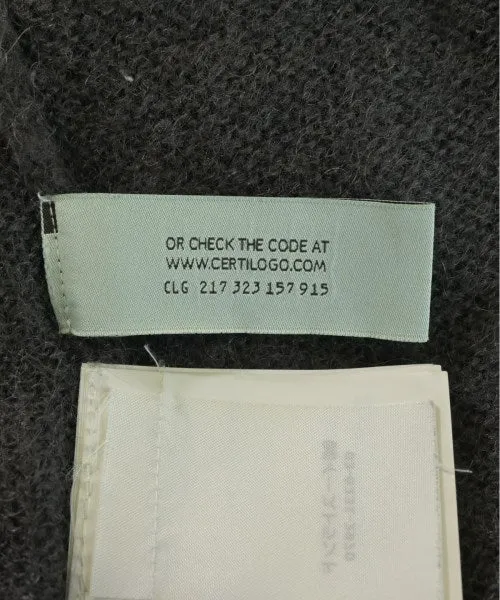 OR CHECK THE CODE AT
WWW.CERTILOGO.COM
CLG 217 323 157 915